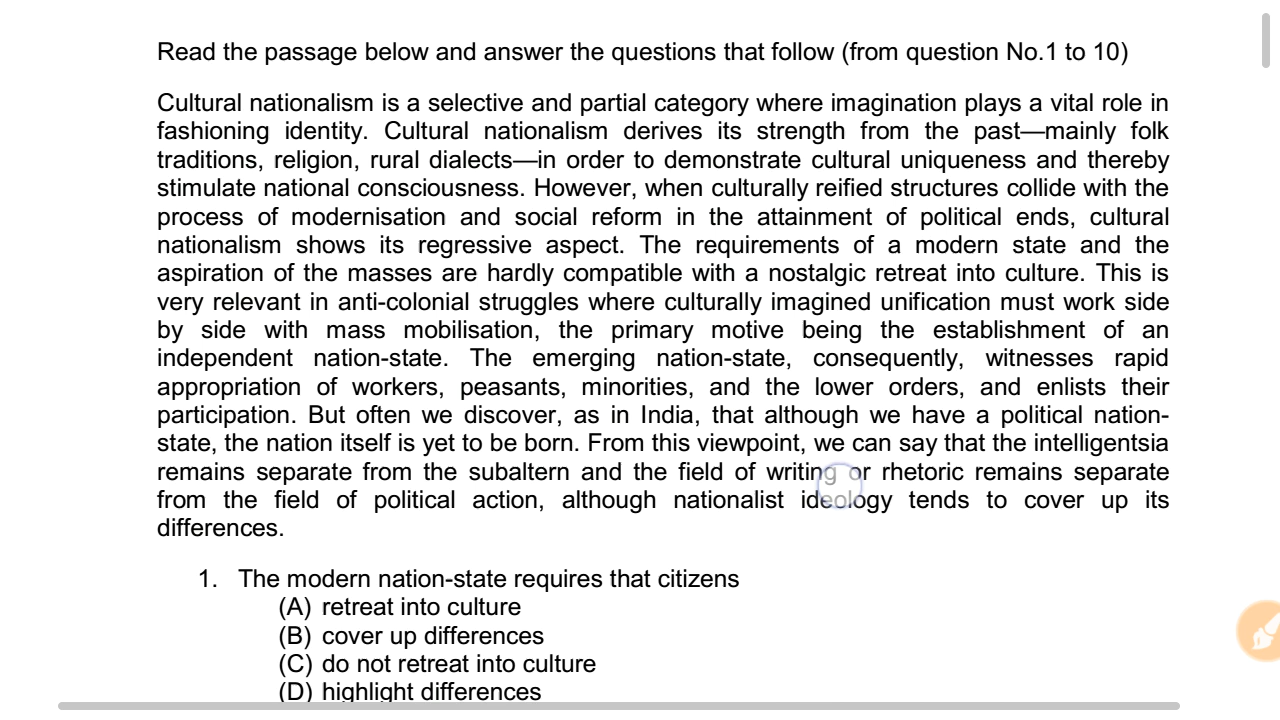 Read the passage below and answer the questions that follow (from question No.1 to 10)
Cultural nationalism is a selective and partial category where imagination plays a vital role in
fashioning identity. Cultural nationalism derives its strength from the past—mainly folk
traditions, religion, rural dialects—in order to demonstrate cultural uniqueness and thereby
stimulate national consciousness. However, when culturally reified structures collide with the
process of modernisation and social reform in the attainment of political ends, cultural
nationalism shows its regressive aspect. The requirements of a modern state and the
aspiration of the masses are hardly compatible with a nostalgic retreat into culture. This is
very relevant in anti-colonial struggles where culturally imagined unification must work side
by side with mass mobilisation, the primary motive being the establishment of an
independent nation-state. The emerging nation-state, consequently, witnesses rapid
appropriation of workers, peasants, minorities, and the lower orders, and enlists their
participation. But often we discover, as in India, that although we have a political nation-
state, the nation itself is yet to be born. From this viewpoint, we can say that the intelligentsia
remains separate from the subaltern and the field of writing or rhetoric remains separate
from the field of political action, although nationalist ideology tends to cover up its
differences.
1. The modern nation-state requires that citizens
(A) retreat into culture
(B) cover up differences
(C) do not retreat into culture
(D) highlight differences